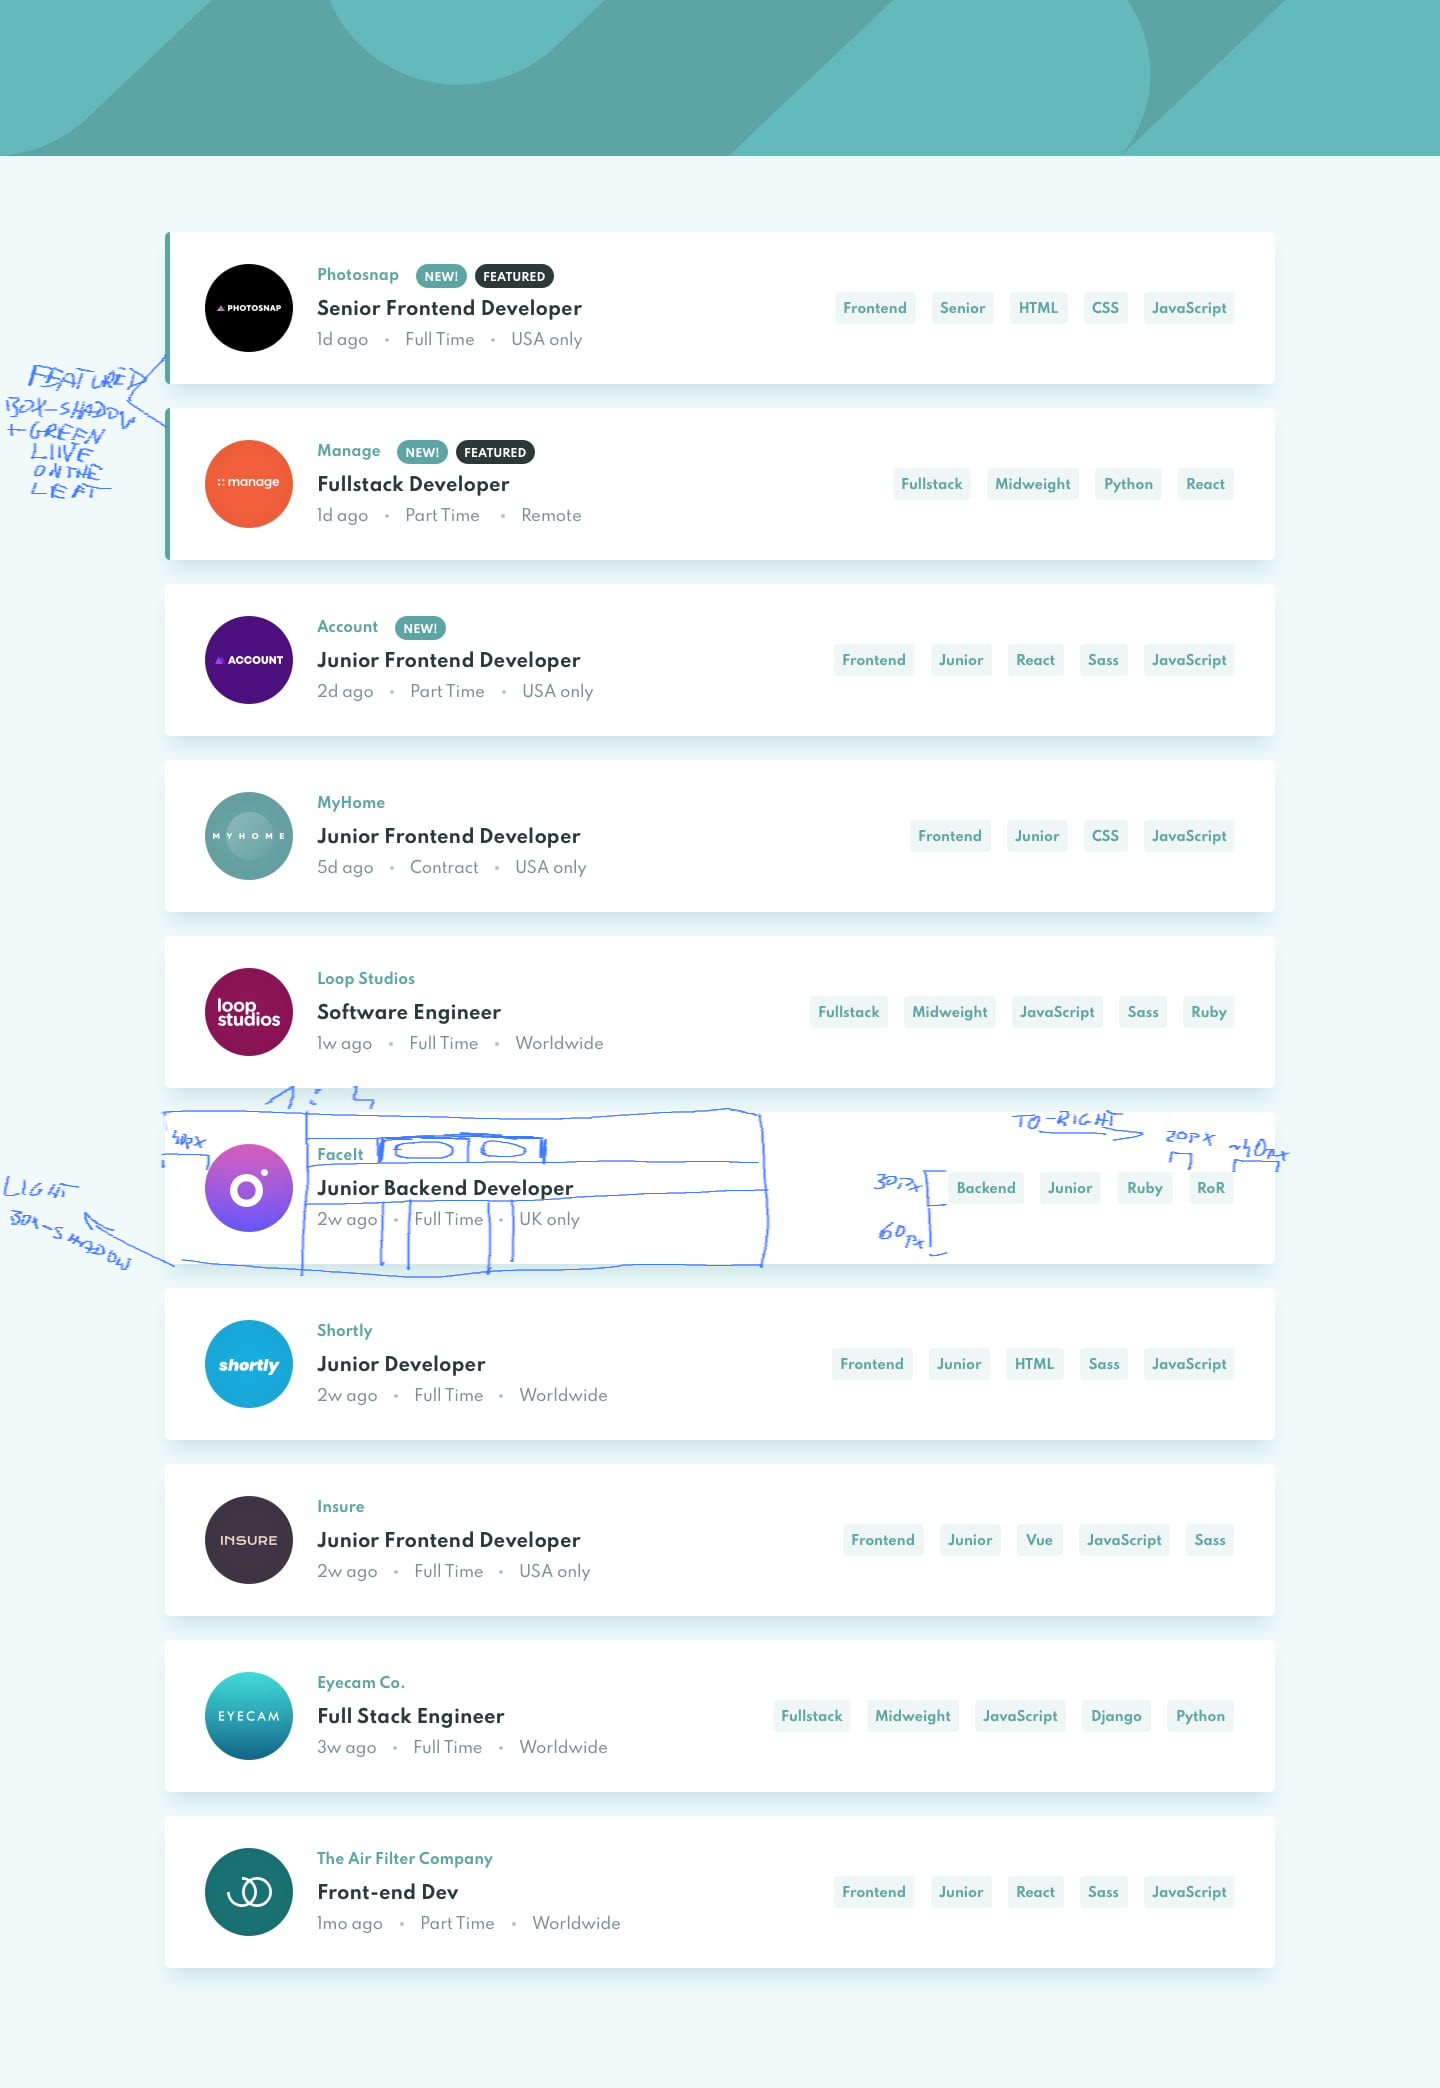 Photosnap NEW! FEATURED
PHOTOSNAP
Senior Frontend Developer
1d ago • Full Time • USA only
Frontend Senior HTML CSS JavaScript
FEATURED
BOX-SHADOW
+GREEN
LINE
ON THE
LEFT
Manage NEW! FEATURED
manage
Fullstack Developer
1d ago • Part Time • Remote
Fullstack Midweight Python React
Account NEW!
ACCOUNT
Junior Frontend Developer
2d ago • Part Time • USA only
Frontend Junior React Sass JavaScript
MyHome
MYHOME
Junior Frontend Developer
5d ago • Contract • USA only
Frontend Junior CSS JavaScript
Loop Studios
loop
studios
Software Engineer
1w ago • Full Time • Worldwide
Fullstack Midweight JavaScript Sass Ruby
1:4
TO-RIGHT
40px 20PX ~40px
FaceIt
Junior Backend Developer
2w ago Full Time • UK only
30px Backend Junior Ruby RoR
60px
LIGHT
BOX-SHADOW
Shortly
shortly
Junior Developer
2w ago • Full Time • Worldwide
Frontend Junior HTML Sass JavaScript
Insure
INSURE
Junior Frontend Developer
2w ago • Full Time • USA only
Frontend Junior Vue JavaScript Sass
Eyecam Co.
EYECAM
Full Stack Engineer
3w ago • Full Time • Worldwide
Fullstack Midweight JavaScript Django Python
The Air Filter Company
Front-end Dev
1mo ago • Part Time • Worldwide
Frontend Junior React Sass JavaScript